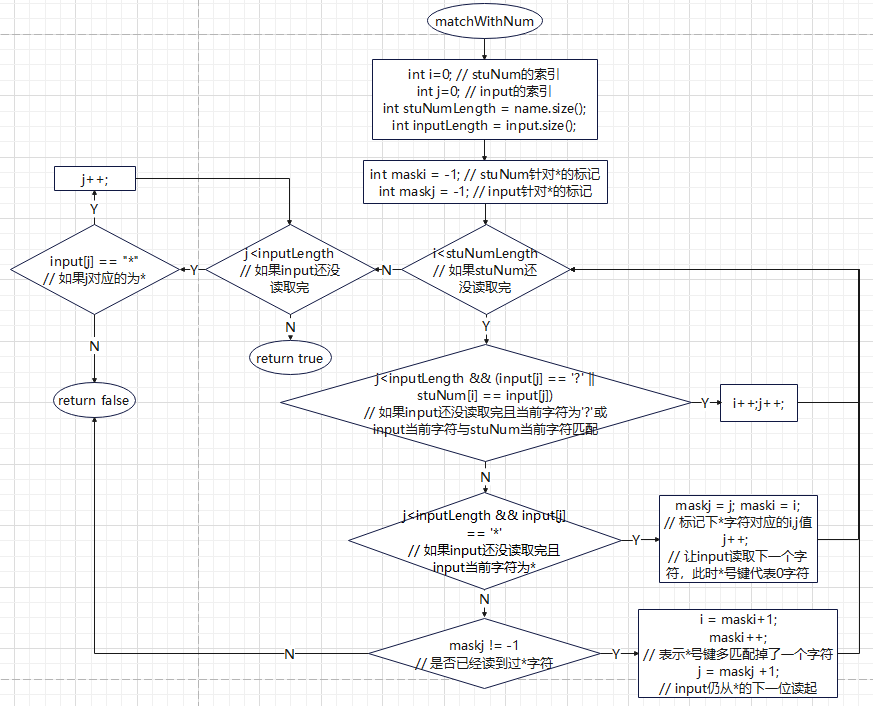 matchWithNum
int i=0; // stuNum的索引
int j=0; // input的索引
int stuNumLength = name.size();
int inputLength = input.size();
int maski = -1; // stuNum针对*的标记
int maskj = -1; // input针对*的标记
j++;
Y
input[j] == "*"
// 如果j对应的为*
Y
j<inputLength
// 如果input还没
读取完
N
i<stuNumLength
// 如果stuNum还
没读取完
N
return false
N
return true
Y
j<inputLength && (input[j] == '?' ||
stuNum[i] == input[j])
// 如果input还没读取完且当前字符为'?'或
input当前字符与stuNum当前字符匹配
Y
i++;j++;
N
j<inputLength && input[j]
== '*'
// 如果input还没读取完且
input当前字符为*
Y
maskj = j; maski = i;
// 标记下*字符对应的i,j值
j++;
// 让input读取下一个字
符，此时*号键代表0字符
N
maskj != -1
// 是否已经读到过*字符
N
Y
i = maski+1;
maski++;
// 表示*号键多匹配掉了一个字符
j = maskj +1;
// input仍从*的下一位读起